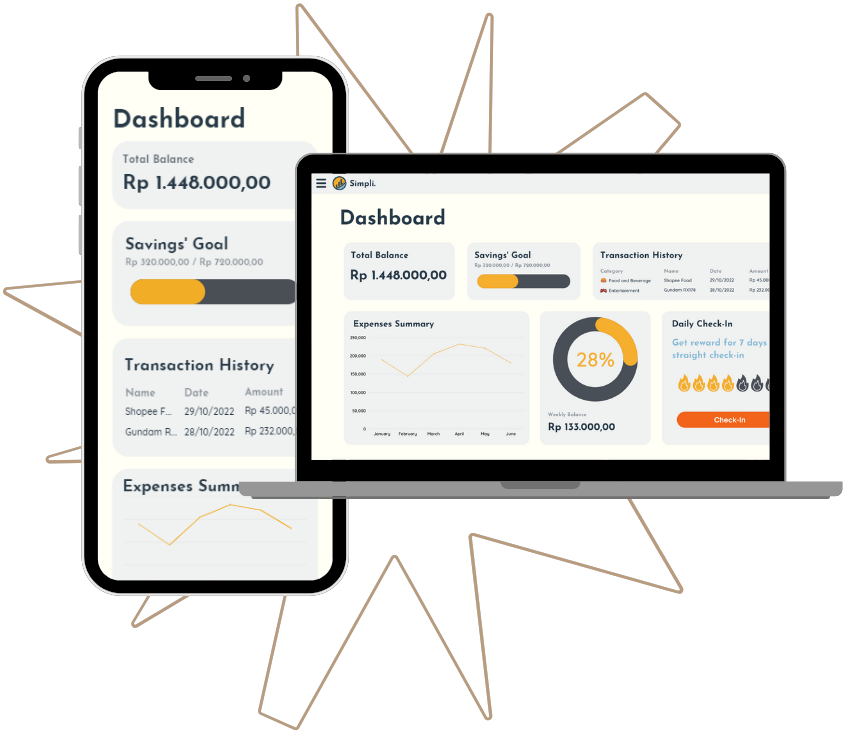 Dashboard
Total Balance
Rp 1.448.000,00
Savings' Goal
Rp 320.000,00 / Rp 720.000,00
Transaction History
Name Date Amount
Shopee F... 29/10/2022 Rp 45.000,0
Gundam R... 28/10/2022 Rp 232.000,
Expenses Summ
Simpli.
Dashboard
Total Balance
Rp 1.448.000,00
Savings' Goal
Rp 320.000,00 / Rp 720.000,00
Transaction History
Category Name Date Amount
Food and Beverage Shopee Food 29/10/2022 Rp 45.00
Entertainment Gundam 28/10/2022 Rp 232.00
Expenses Summary
250,000
200,000
150,000
100,000
50,000
0
January February March April May June
28%
Weekly Balance
Rp 133.000,00
Daily Check-In
Get reward for 7 days
straight check-in
Check-In